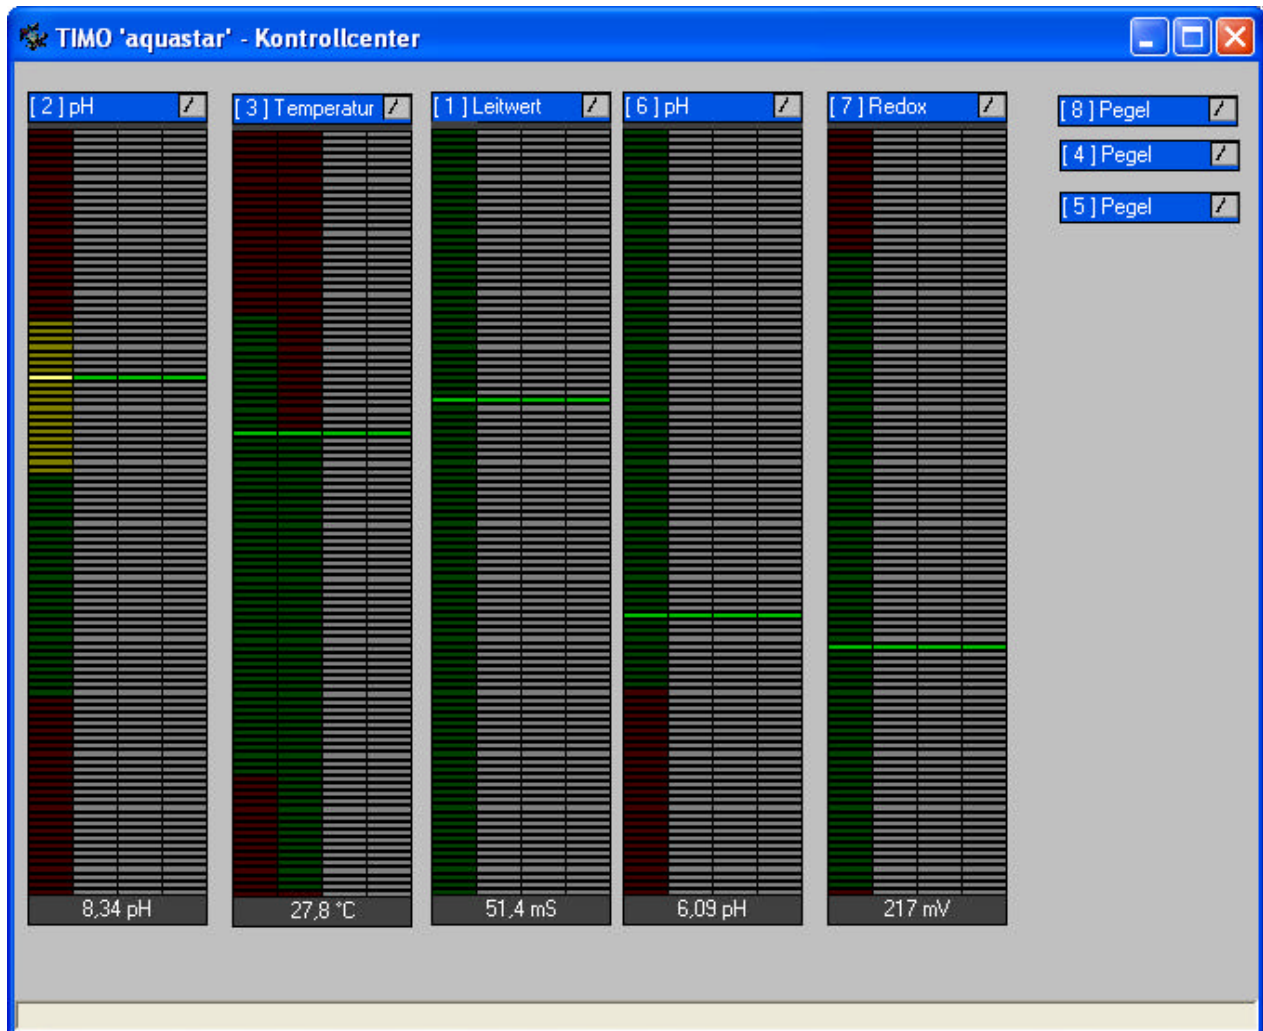 TIMO 'aquastar' - Kontrollcenter
[ 2 ] pH
[ 3 ] Temperatur
[ 1 ] Leitwert
[ 6 ] pH
[ 7 ] Redox
[ 8 ] Pegel
[ 4 ] Pegel
[ 5 ] Pegel
8,34 pH
27,8 °C
51,4 mS
6,09 pH
217 mV